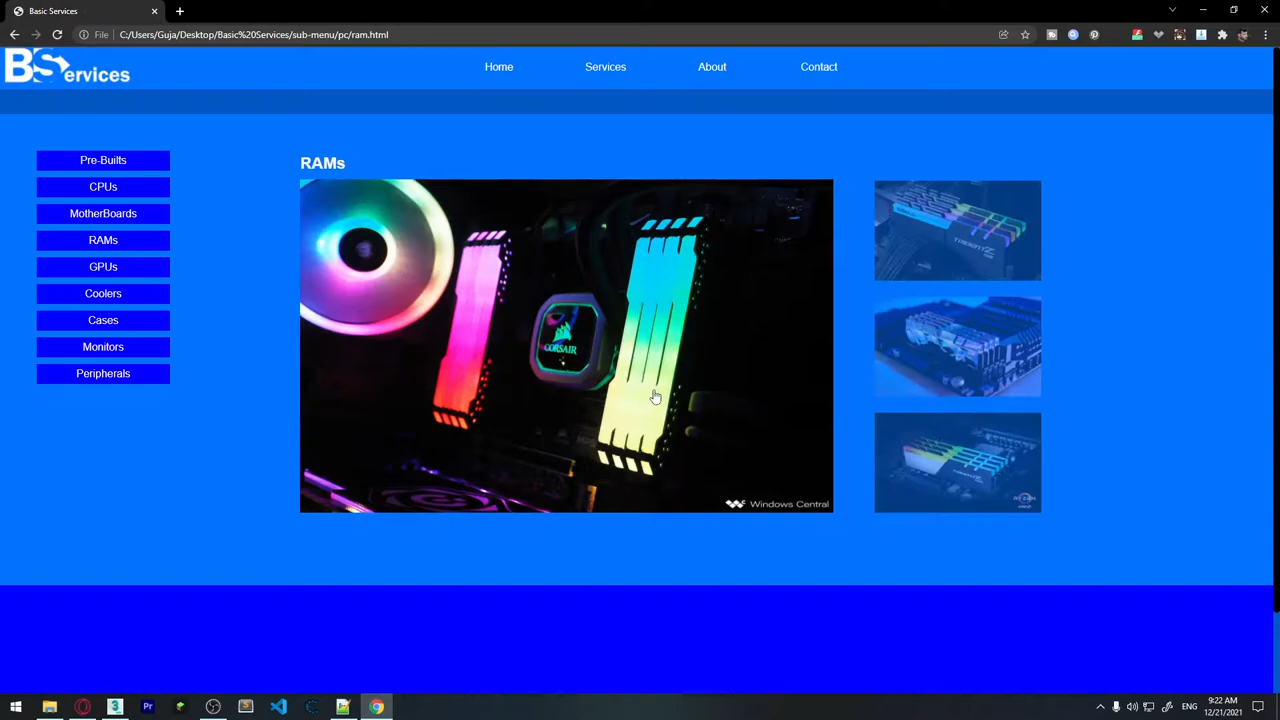 Basic Services
File
C:/Users/Guja/Desktop/Basic%20Services/sub-menu/pc/ram.html
BServices
Home
Services
About
Contact
Pre-Builts
CPUs
MotherBoards
RAMs
GPUs
Coolers
Cases
Monitors
Peripherals
RAMs
CORSAIR
Windows Central
TRIDENT Z
Pr
9:22 AM
12/21/2021